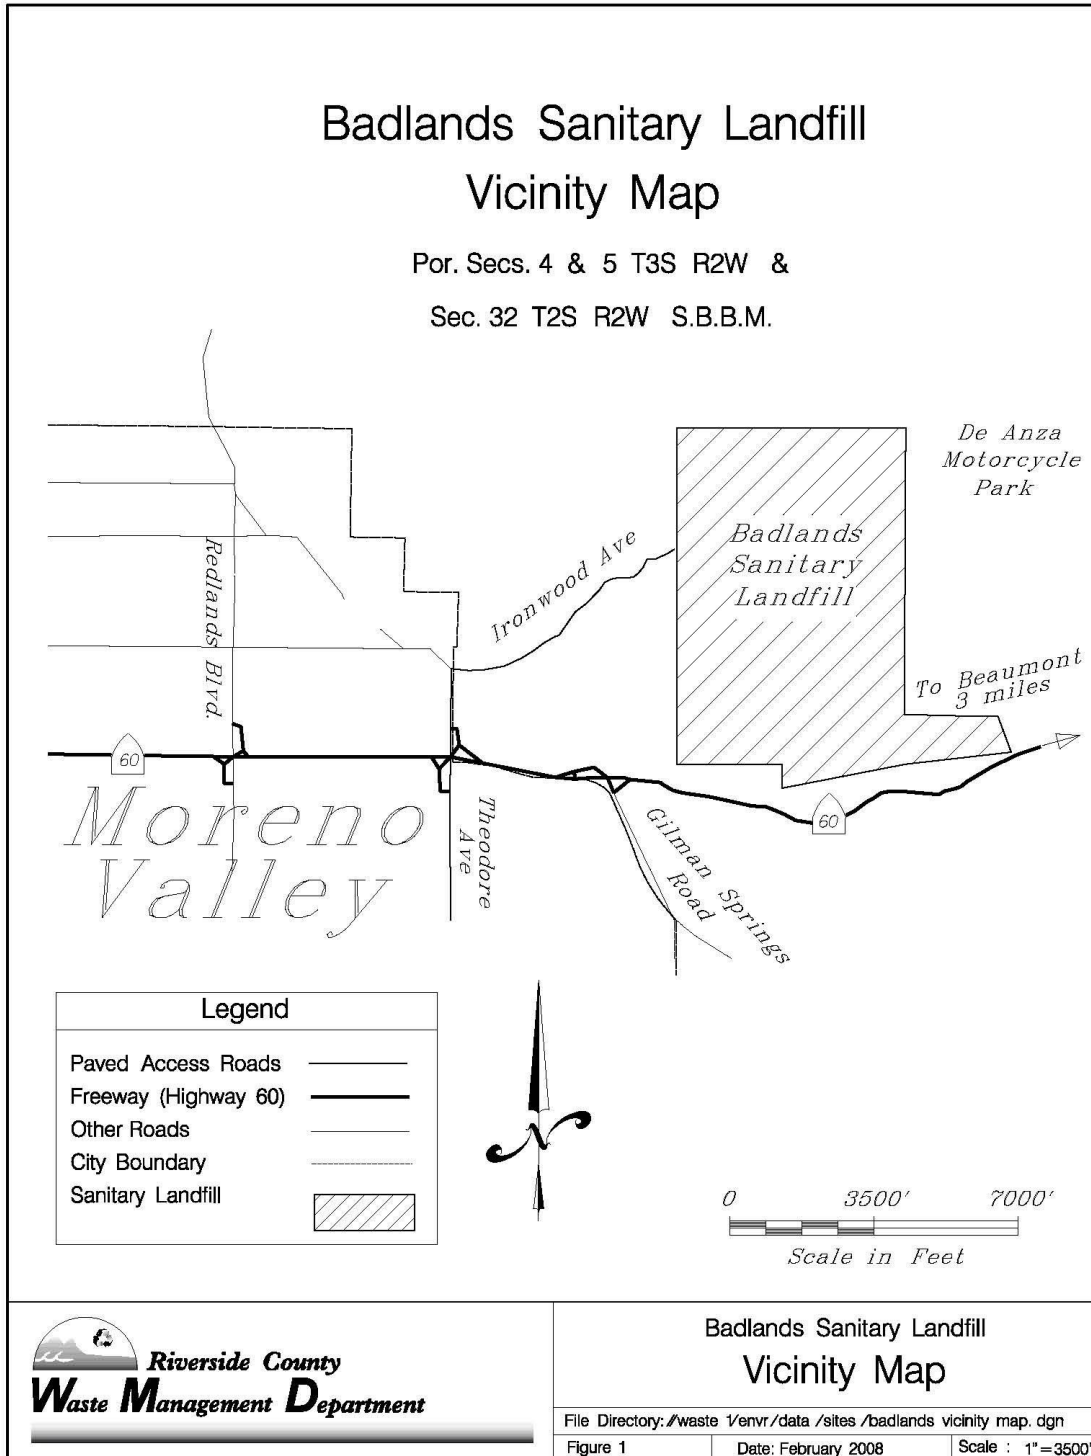 Badlands Sanitary Landfill
Vicinity Map
Por. Secs. 4 & 5 T3S R2W &
Sec. 32 T2S R2W S.B.B.M.
De Anza
Motorcycle
Park
Badlands
Sanitary
Landfill
Ironwood Ave
Redlands Blvd.
To Beaumont
3 miles
60
60
Moreno
Valley
Theodore
Ave
Gilman Springs
Road
Legend
Paved Access Roads
Freeway (Highway 60)
Other Roads
City Boundary
Sanitary Landfill
N
0 3500' 7000'
Scale in Feet
Riverside County
Waste Management Department
Badlands Sanitary Landfill
Vicinity Map
File Directory: //waste 1/envr/data /sites /badlands vicinity map. dgn
Figure 1
Date: February 2008
Scale : 1"=3500'